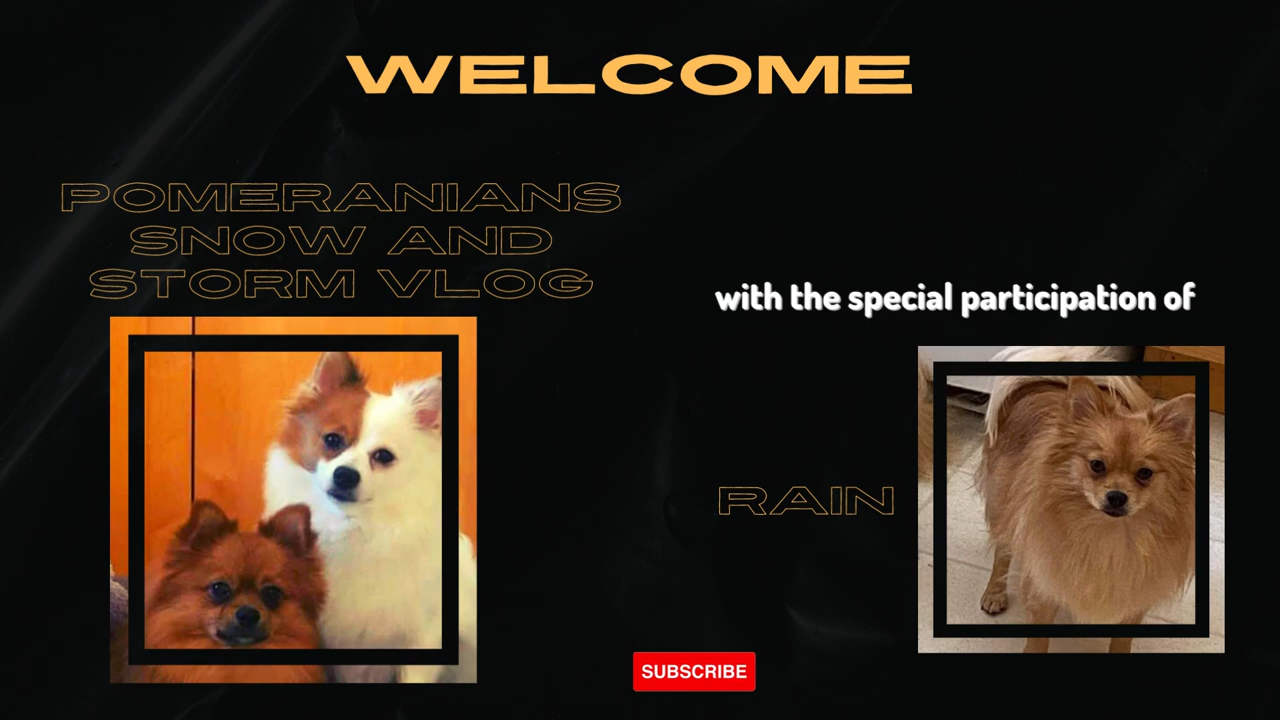 WELCOME
POMERANIANS
SNOW AND
STORM VLOG
with the special participation of
RAIN
SUBSCRIBE